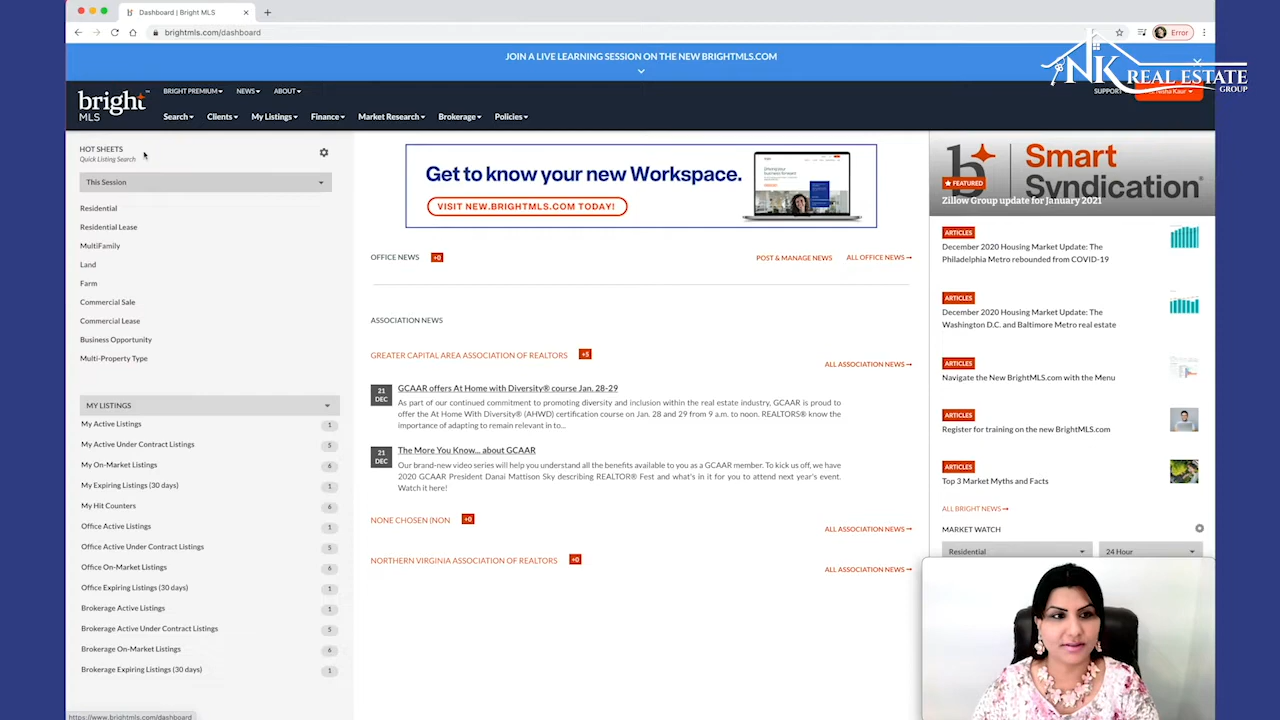 Dashboard | Bright MLS
brightmls.com/dashboard
Error
JOIN A LIVE LEARNING SESSION ON THE NEW BRIGHTMLS.COM
NK REAL ESTATE
GROUP
bright
MLS
BRIGHT PREMIUM
NEWS
ABOUT
SUPPORT
Search
Clients
My Listings
Finance
Market Research
Brokerage
Policies
HOT SHEETS
Quick Listing Search
This Session
Residential
Residential Lease
MultiFamily
Land
Farm
Commercial Sale
Commercial Lease
Business Opportunity
Multi-Property Type
MY LISTINGS
My Active Listings 1
My Active Under Contract Listings 5
My On-Market Listings 6
My Expiring Listings (30 days) 1
My Hit Counters 6
Office Active Listings 1
Office Active Under Contract Listings 5
Office On-Market Listings 6
Office Expiring Listings (30 days) 1
Brokerage Active Listings 1
Brokerage Active Under Contract Listings 5
Brokerage On-Market Listings 6
Brokerage Expiring Listings (30 days) 1
https://www.brightmls.com/dashboard
Get to know your new Workspace.
VISIT NEW.BRIGHTMLS.COM TODAY!
OFFICE NEWS +0
POST & MANAGE NEWS
ALL OFFICE NEWS
ASSOCIATION NEWS
GREATER CAPITAL AREA ASSOCIATION OF REALTORS +5
ALL ASSOCIATION NEWS
21 DEC
GCAAR offers At Home with Diversity® course Jan. 28-29
As part of our continued commitment to promoting diversity and inclusion within the real estate industry, GCAAR is proud to
offer the At Home With Diversity® (AHWD) certification course on Jan. 28 and 29 from 9 a.m. to noon. REALTORS® know the
importance of adapting to remain relevant in to...
21 DEC
The More You Know... about GCAAR
Our brand-new video series will help you understand all the benefits available to you as a GCAAR member. To kick us off, we have
2020 GCAAR President Danai Mattison Sky describing REALTOR® Fest and what's in it for you to attend next year's event.
Watch it here!
NONE CHOSEN (NON +0
ALL ASSOCIATION NEWS
NORTHERN VIRGINIA ASSOCIATION OF REALTORS +0
ALL ASSOCIATION NEWS
Smart
Syndication
FEATURED
Zillow Group update for January 2021
ARTICLES
December 2020 Housing Market Update: The
Philadelphia Metro rebounded from COVID-19
ARTICLES
December 2020 Housing Market Update: The
Washington D.C. and Baltimore Metro real estate
ARTICLES
Navigate the New BrightMLS.com with the Menu
ARTICLES
Register for training on the new BrightMLS.com
ARTICLES
Top 3 Market Myths and Facts
ALL BRIGHT NEWS
MARKET WATCH
Residential
24 Hour